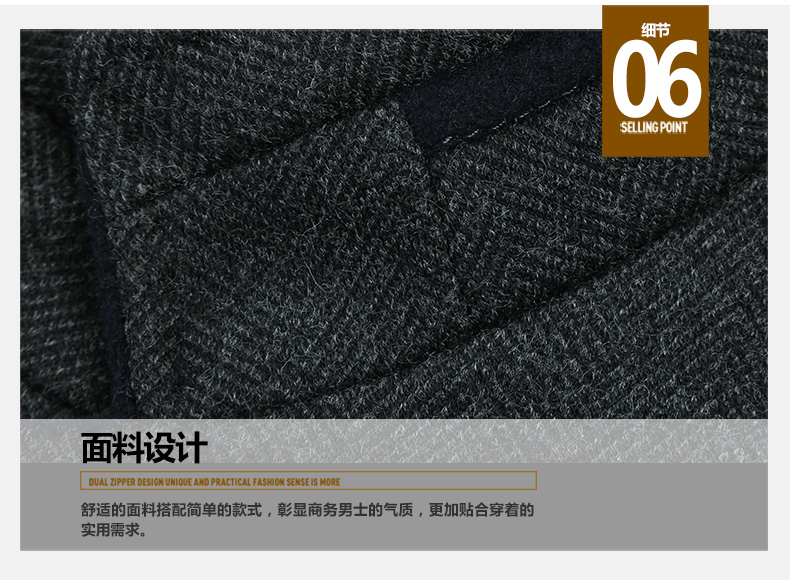 细节
06
SELLING POINT
面料设计
DUAL ZIPPER DESIGN UNIQUE AND PRACTICAL FASHION SENSE IS MORE
舒适的面料搭配简单的款式，彰显商务男士的气质，更加贴合穿着的
实用需求。